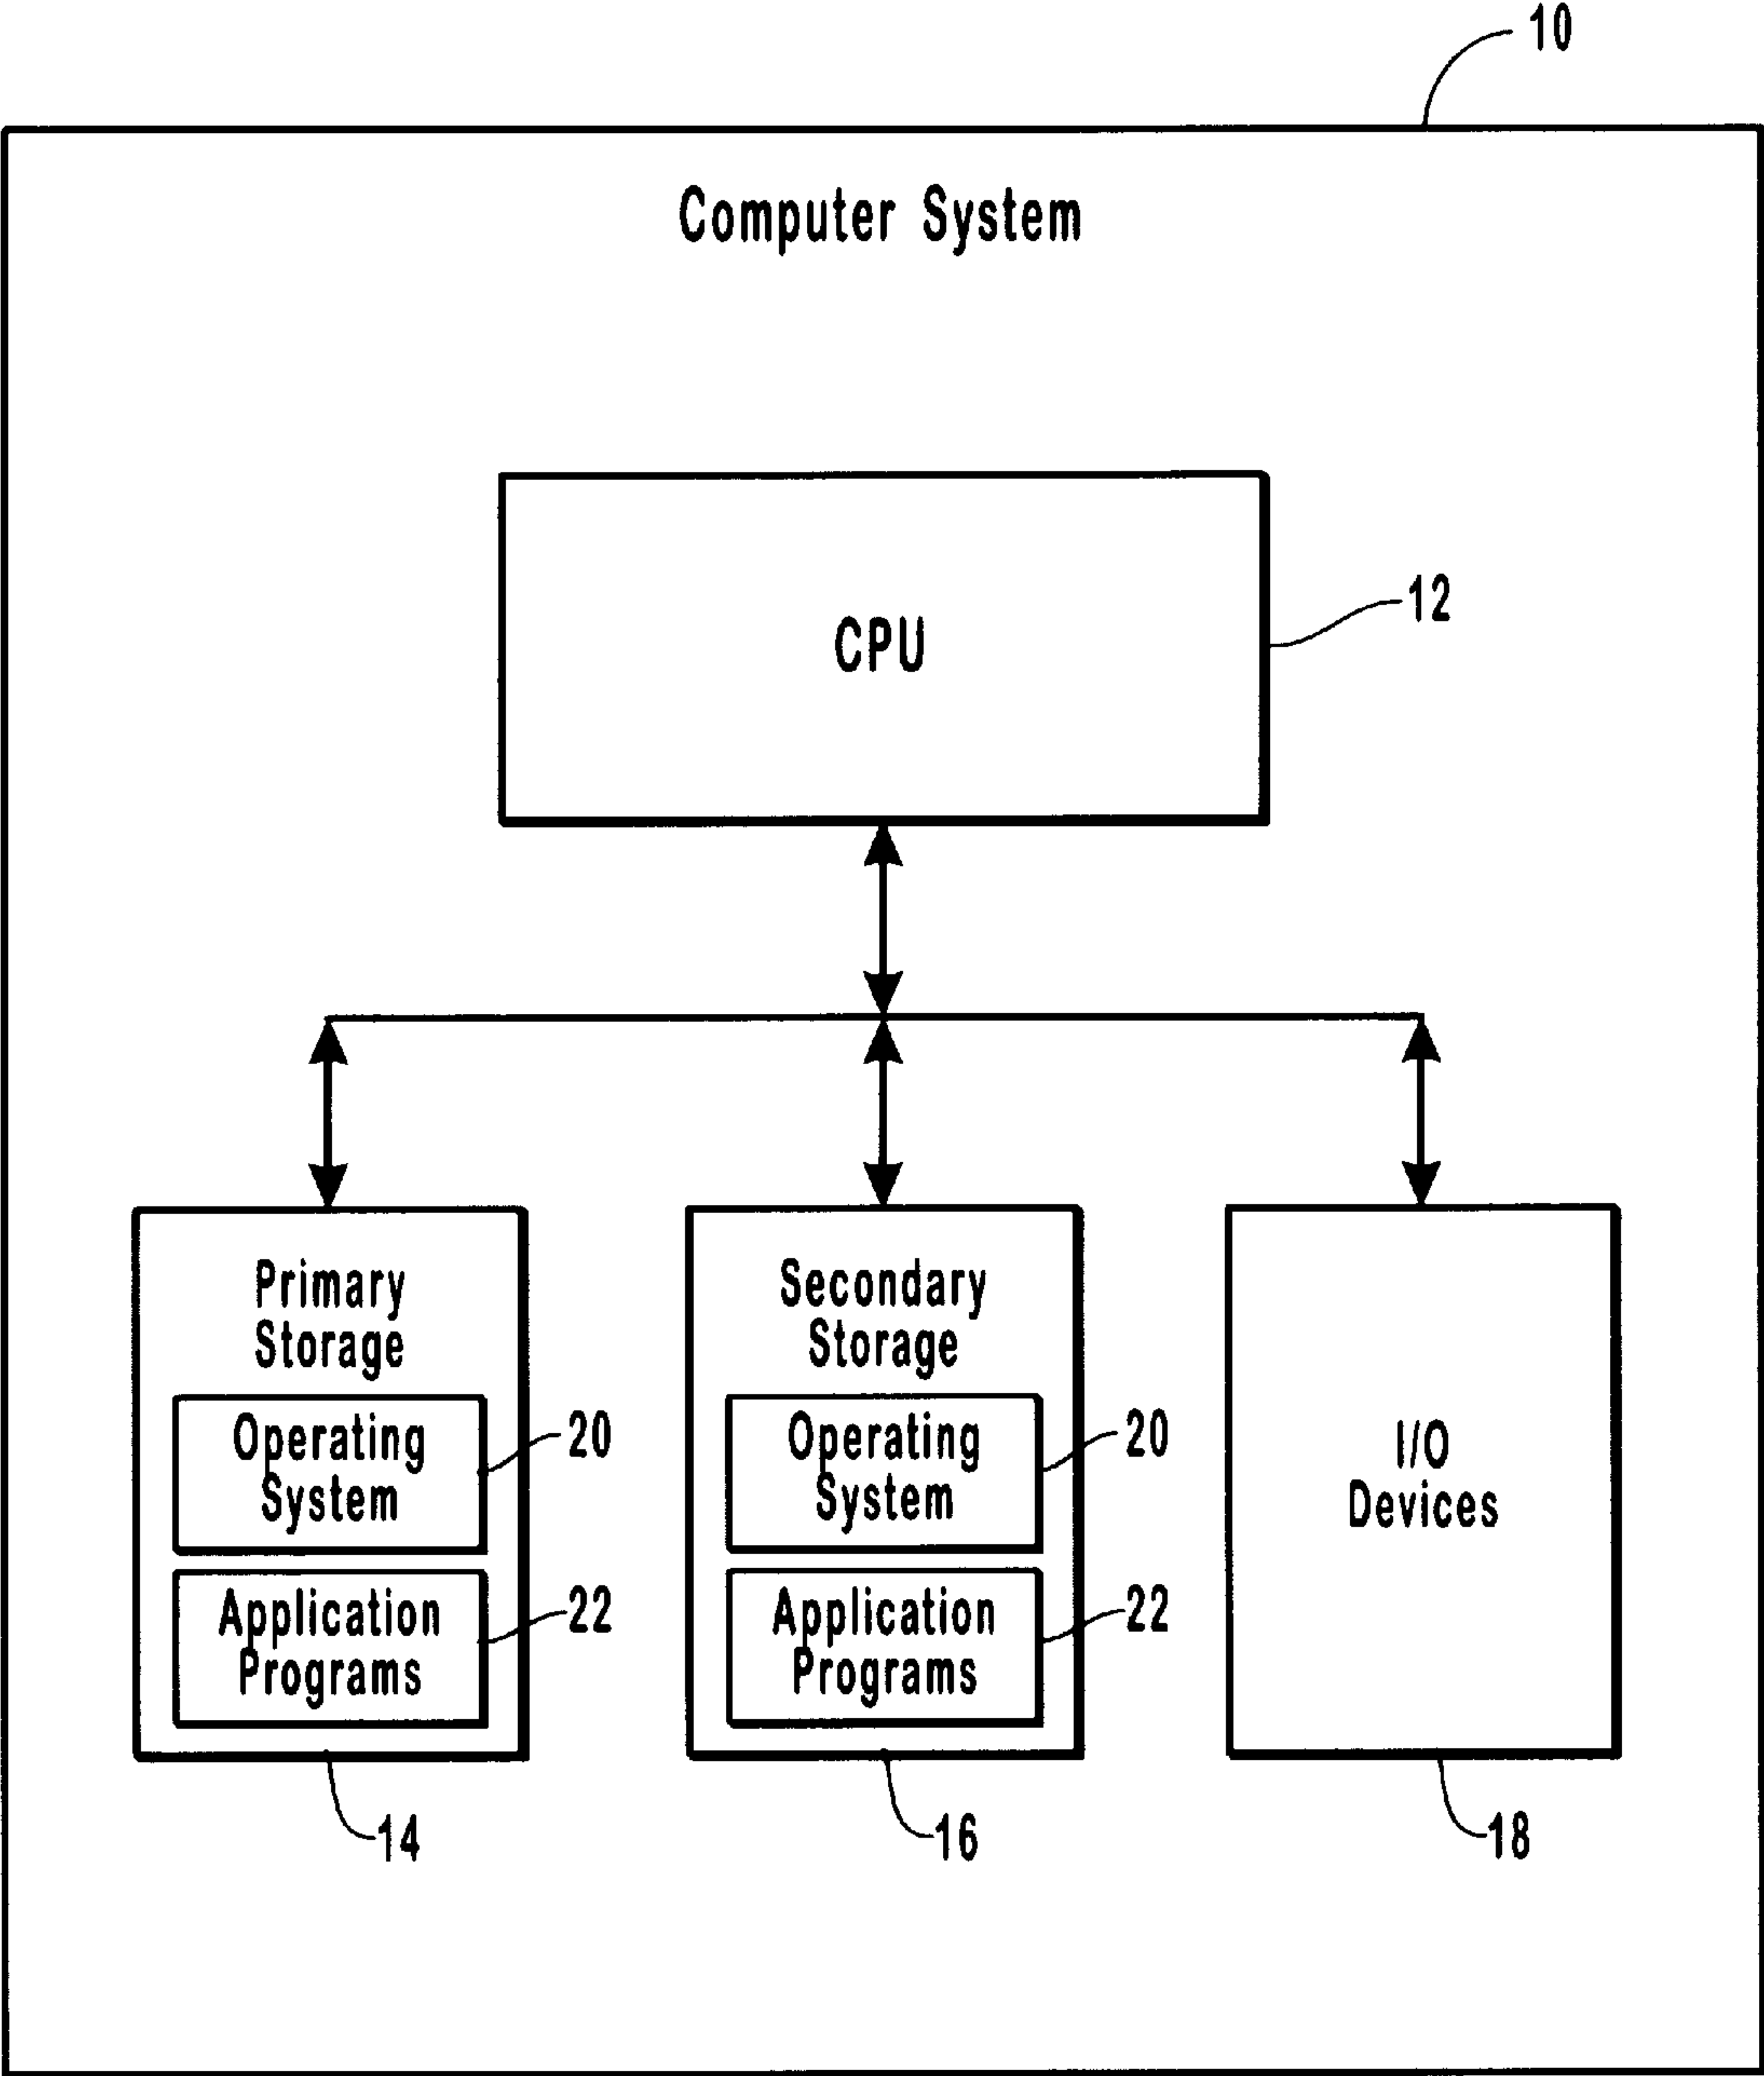 10
Computer System
CPU
12
Primary
Storage
Operating
System
20
Application
Programs
22
14
Secondary
Storage
Operating
System
20
Application
Programs
22
16
I/O
Devices
18